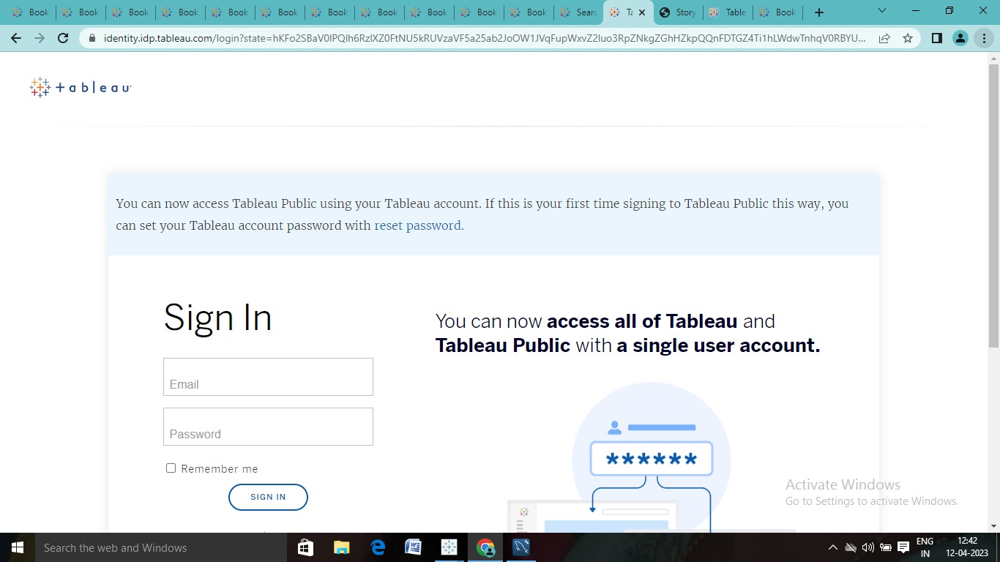 Book
Book
Book
Book
Book
Book
Book
Book
Book
Book
Book
Searc
Ta
Story
Table
Book
identity.idp.tableau.com
+ a b l e a u
You can now access Tableau Public using your Tableau account. If this is your first time signing to Tableau Public this way, you
can set your Tableau account password with reset password.
Sign In
You can now access all of Tableau and
Tableau Public with a single user account.
Email
Password
Remember me
SIGN IN
******
Activate Windows
Go to Settings to activate Windows.
Search the web and Windows
ENG
IN
12:42
12-04-2023